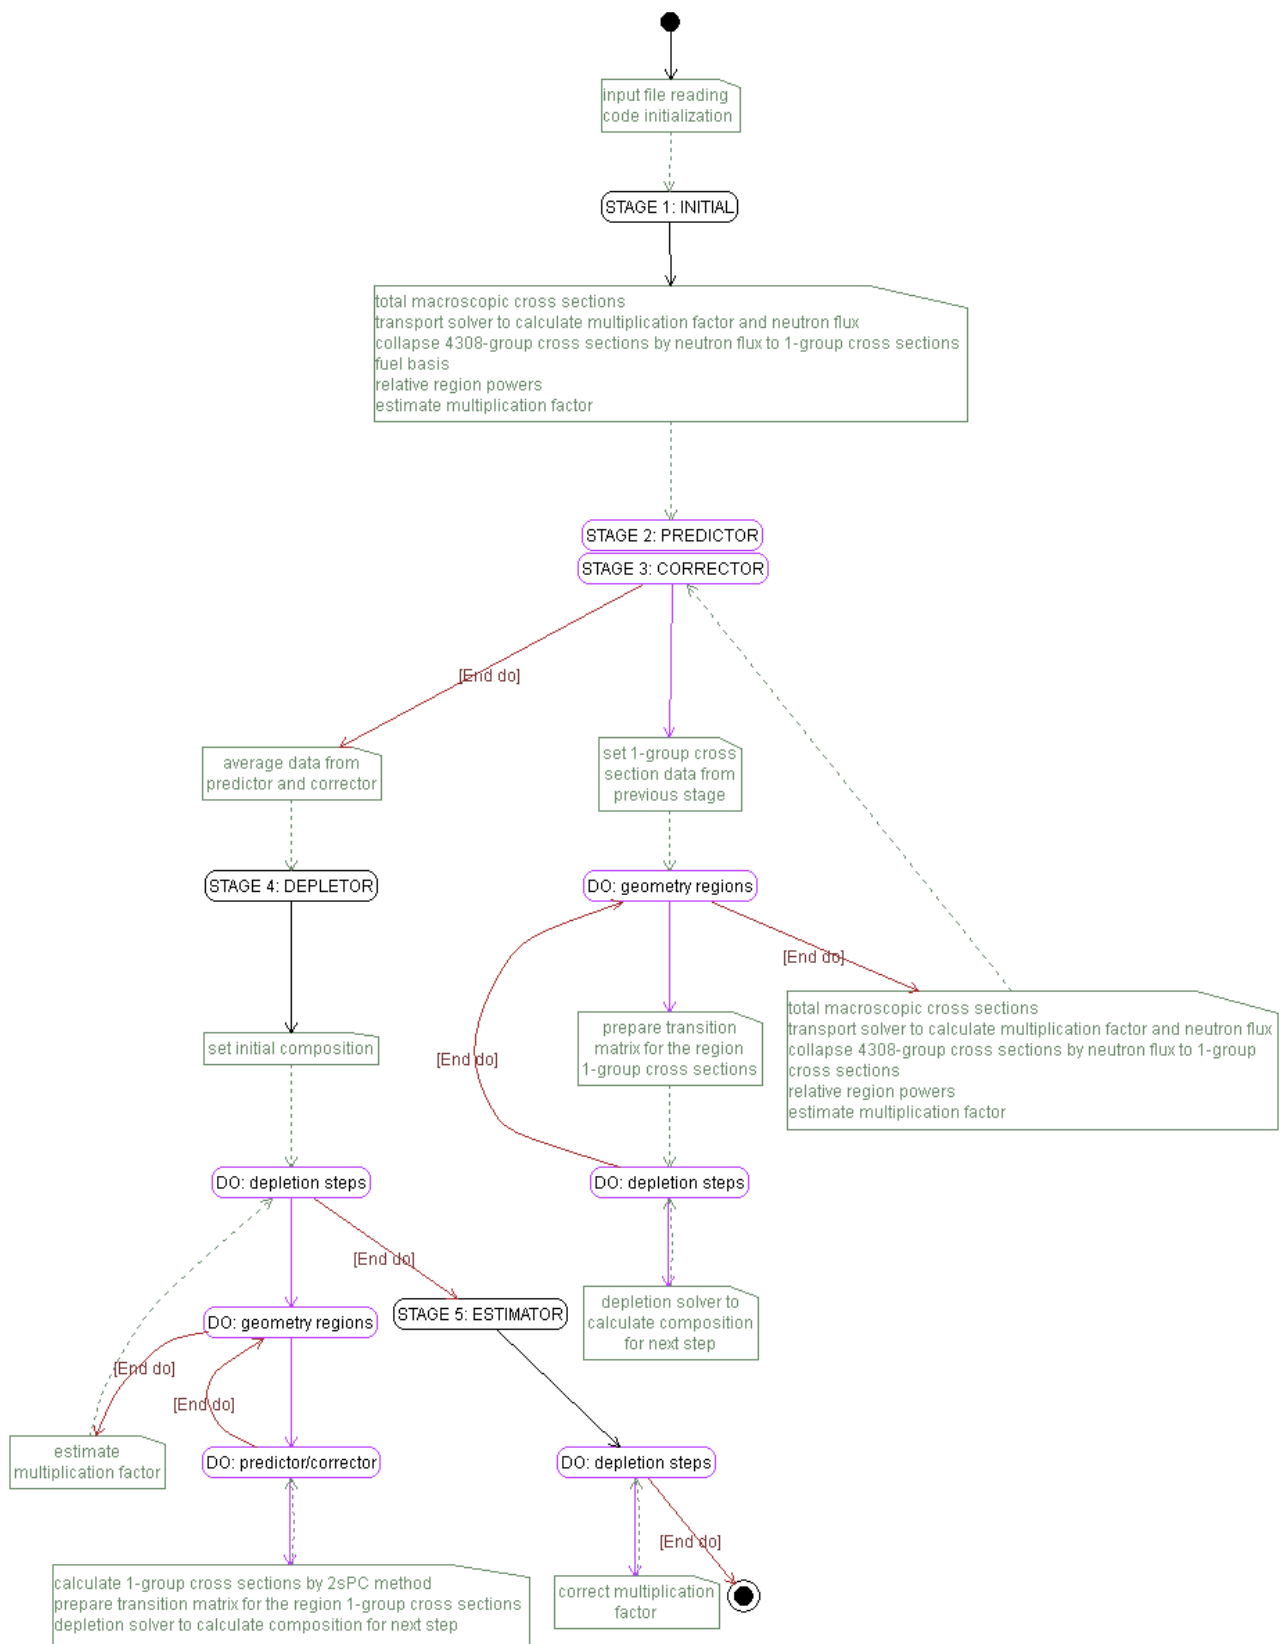 input file reading
code initialization
STAGE 1: INITIAL
total macroscopic cross sections
transport solver to calculate multiplication factor and neutron flux
collapse 4308-group cross sections by neutron flux to 1-group cross sections
fuel basis
relative region powers
estimate multiplication factor
STAGE 2: PREDICTOR
STAGE 3: CORRECTOR
[End do]
average data from
predictor and corrector
set 1-group cross
section data from
previous stage
STAGE 4: DEPLETOR
DO: geometry regions
[End do]
total macroscopic cross sections
transport solver to calculate multiplication factor and neutron flux
collapse 4308-group cross sections by neutron flux to 1-group
cross sections
relative region powers
estimate multiplication factor
set initial composition
prepare transition
matrix for the region
1-group cross sections
[End do]
DO: depletion steps
DO: depletion steps
[End do]
DO: geometry regions
STAGE 5: ESTIMATOR
depletion solver to
calculate composition
for next step
[End do]
[End do]
estimate
multiplication factor
DO: predictor/corrector
DO: depletion steps
[End do]
calculate 1-group cross sections by 2sPC method
prepare transition matrix for the region 1-group cross sections
depletion solver to calculate composition for next step
correct multiplication
factor